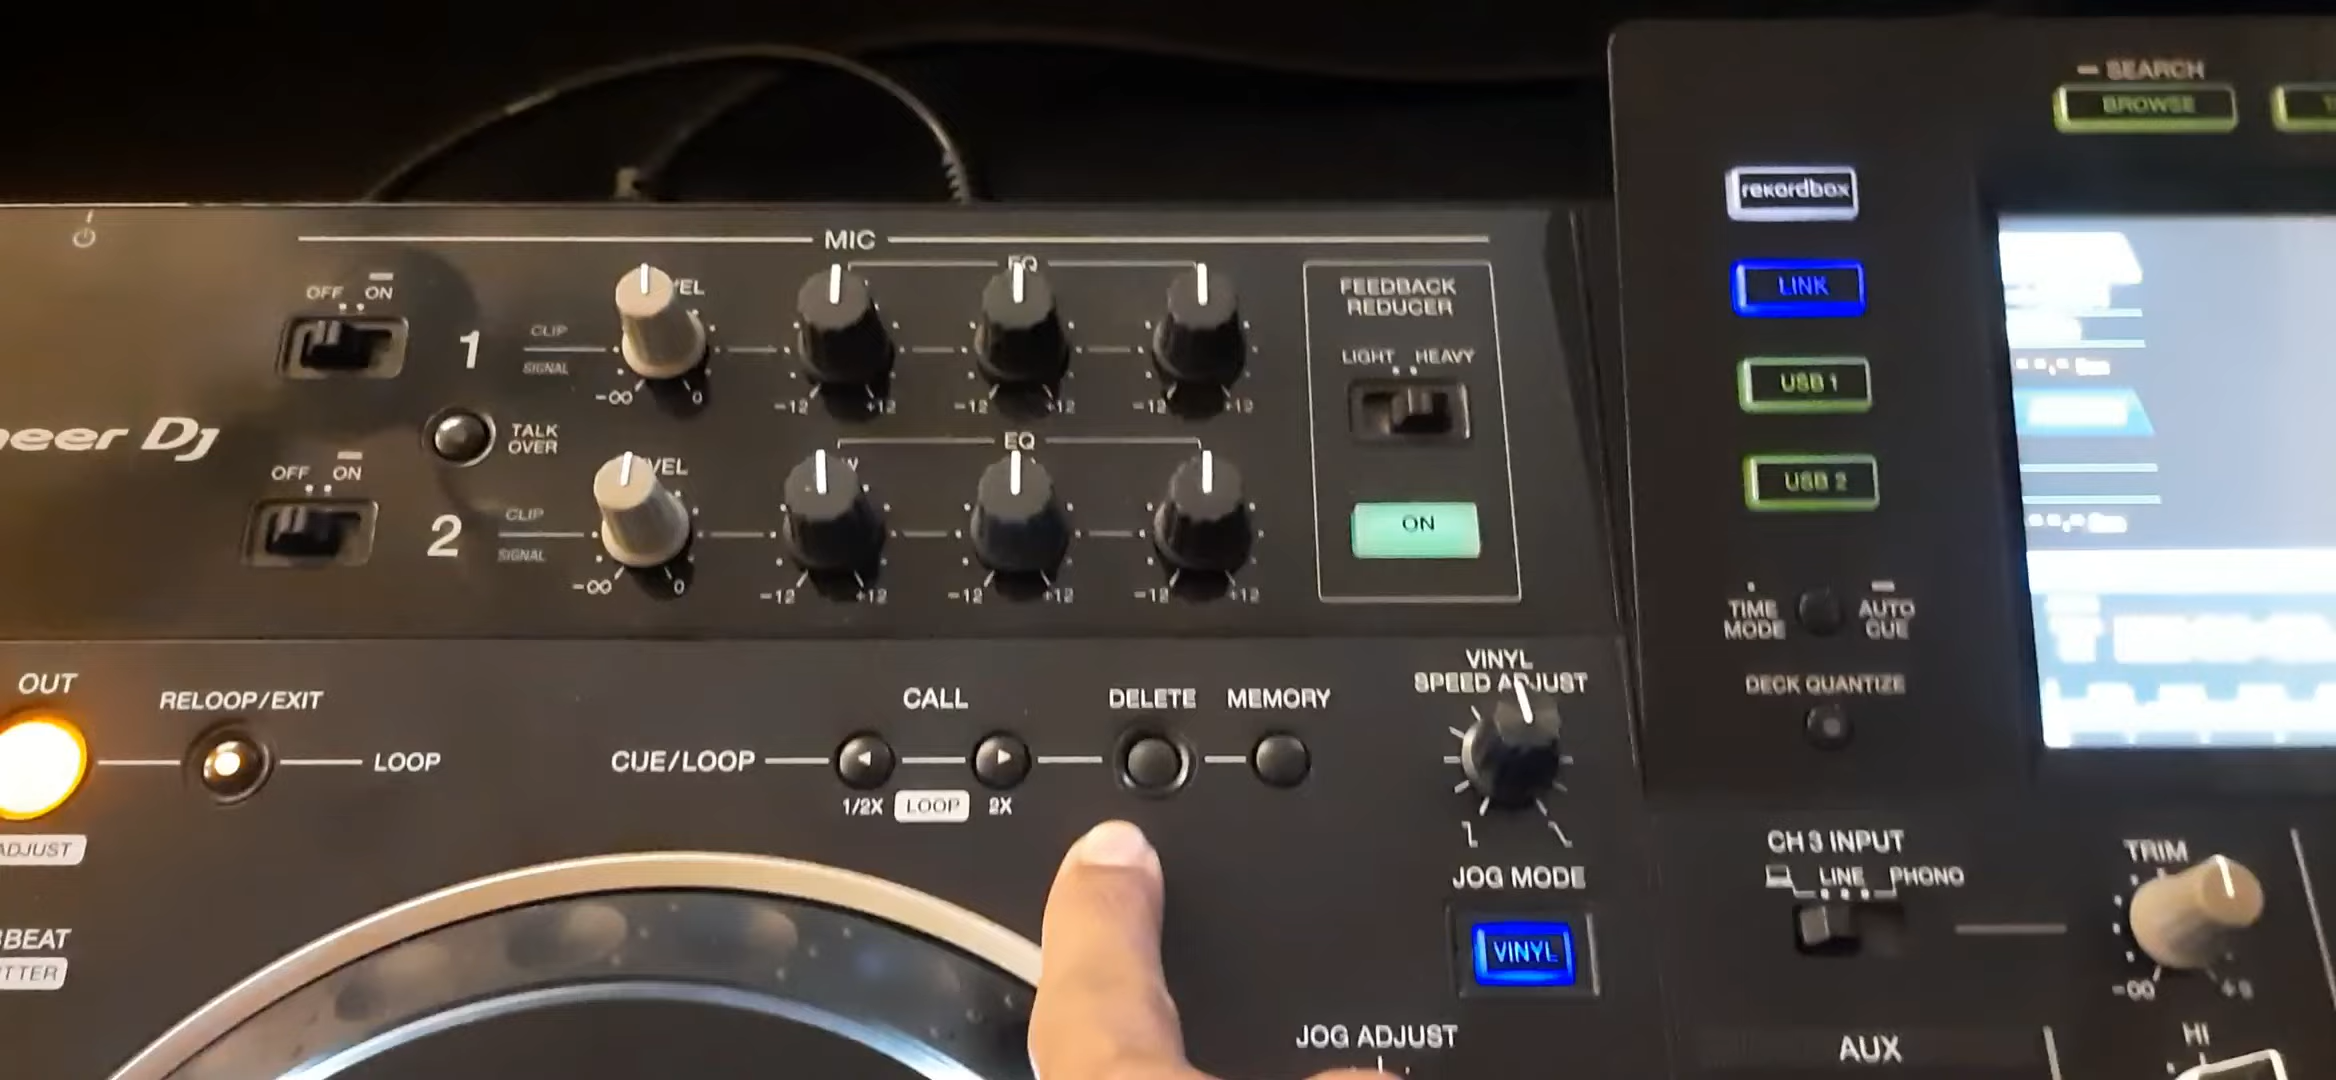 SEARCH
BROWSE
rekordbox
MIC
EQ
OFF ON
FEEDBACK
REDUCER
LINK
1
CLIP
SIGNAL
LIGHT HEAVY
-∞ 0
-12 +12
-12 +12
-12 +12
USB 1
TALK
OVER
EQ
OFF ON
USB 2
2
CLIP
SIGNAL
ON
-∞ 0
-12 +12
-12 +12
-12 +12
TIME
MODE
AUTO
CUE
VINYL
SPEED ADJUST
DECK QUANTIZE
OUT
RELOOP/EXIT
CALL
DELETE
MEMORY
LOOP
CUE/LOOP
1/2X
LOOP
2X
CH 3 INPUT
LINE
PHONO
TRIM
ADJUST
JOG MODE
VINYL
-∞
BEAT
JOG ADJUST
AUX
HI